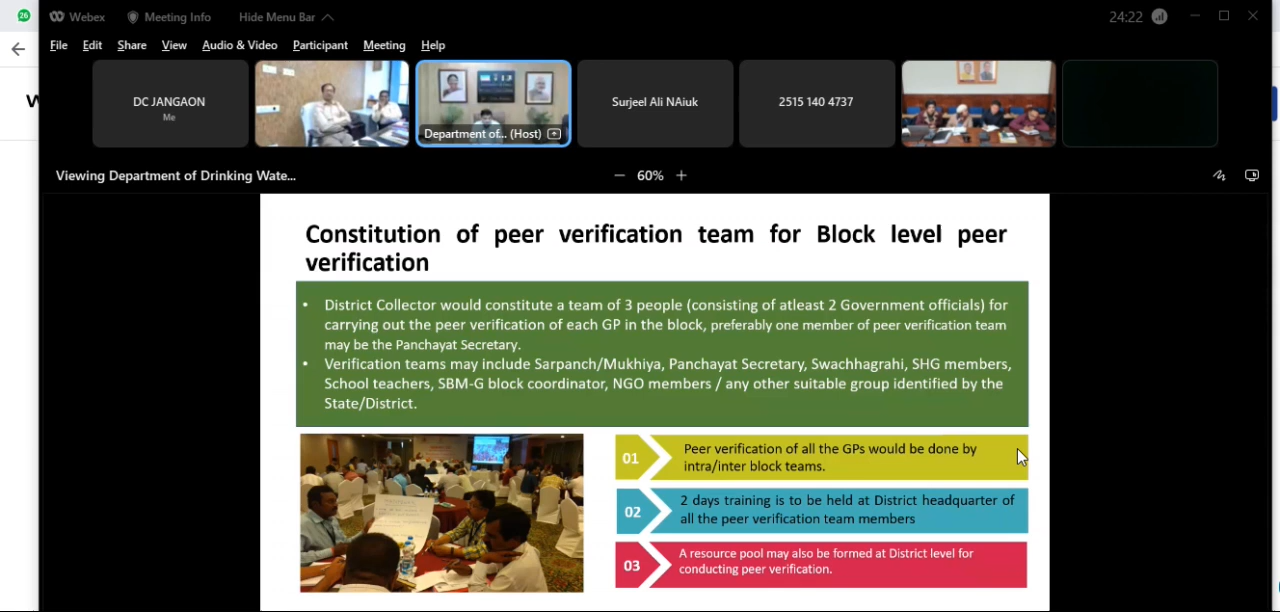 26
Webex
Meeting Info
Hide Menu Bar
24:22
File Edit Share View Audio & Video Participant Meeting Help
DC JANGAON
Me
Department of... (Host)
Surjeel Ali NAiuk
2515 140 4737
Viewing Department of Drinking Wate...
60%
Constitution of peer verification team for Block level peer
verification
• District Collector would constitute a team of 3 people (consisting of atleast 2 Government officials) for
carrying out the peer verification of each GP in the block, preferably one member of peer verification team
may be the Panchayat Secretary.
• Verification teams may include Sarpanch/Mukhiya, Panchayat Secretary, Swachhagrahi, SHG members,
School teachers, SBM-G block coordinator, NGO members / any other suitable group identified by the
State/District.
01
Peer verification of all the GPs would be done by
intra/inter block teams.
02
2 days training is to be held at District headquarter of
all the peer verification team members
03
A resource pool may also be formed at District level for
conducting peer verification.